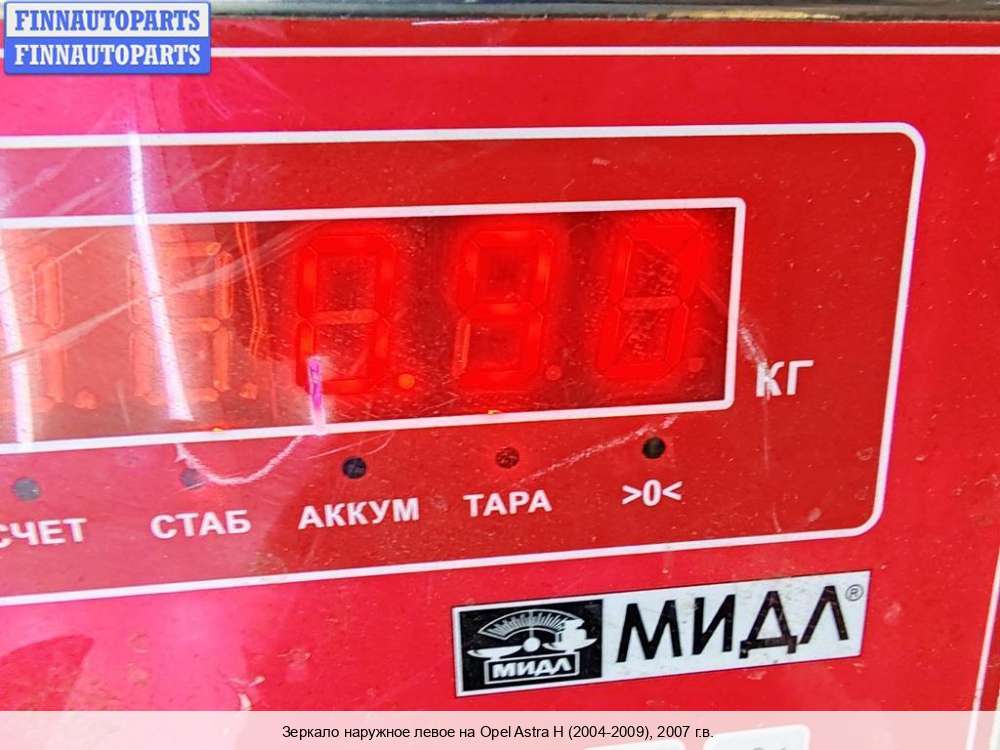 FINNAUTOPARTS
FINNAUTOPARTS
КГ
СЧЕТ СТАБ АККУМ ТАРА >0<
МИДЛ МИДЛ®
Зеркало наружное левое на Opel Astra H (2004-2009), 2007 г.в.